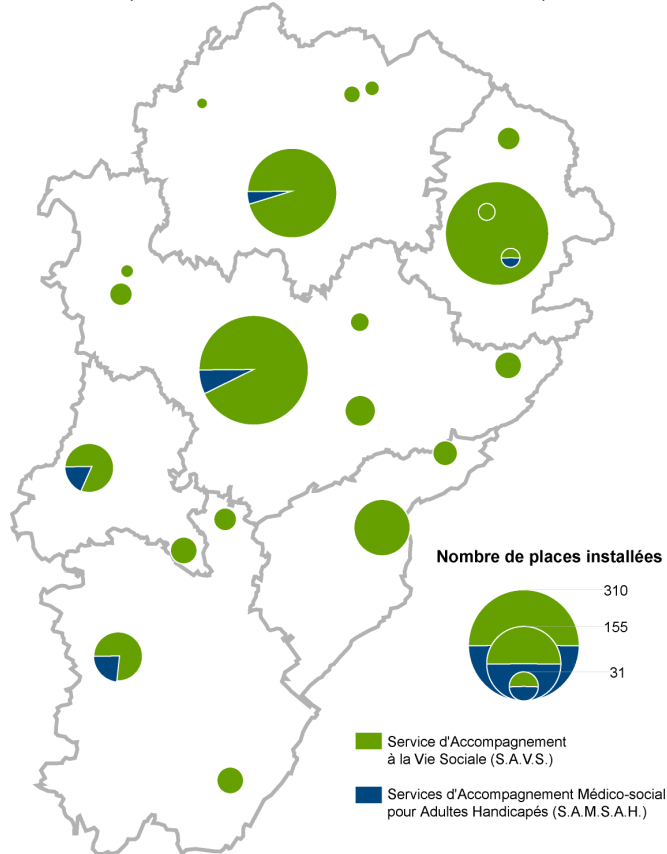 Nombre de places installées
310
155
31
Service d'Accompagnement
à la Vie Sociale (S.A.V.S.)
Services d'Accompagnement Médico-social
pour Adultes Handicapés (S.A.M.S.A.H.)